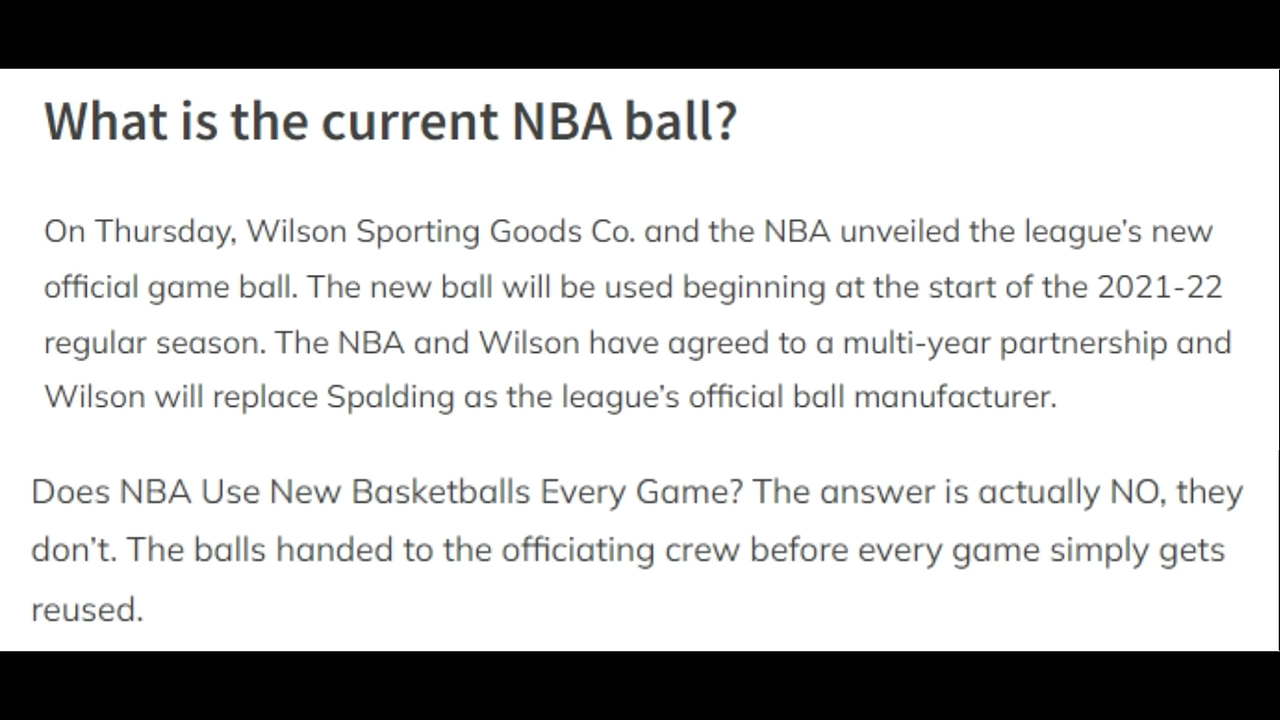 What is the current NBA ball?
On Thursday, Wilson Sporting Goods Co. and the NBA unveiled the league’s new
official game ball. The new ball will be used beginning at the start of the 2021-22
regular season. The NBA and Wilson have agreed to a multi-year partnership and
Wilson will replace Spalding as the league’s official ball manufacturer.
Does NBA Use New Basketballs Every Game? The answer is actually NO, they
don’t. The balls handed to the officiating crew before every game simply gets
reused.